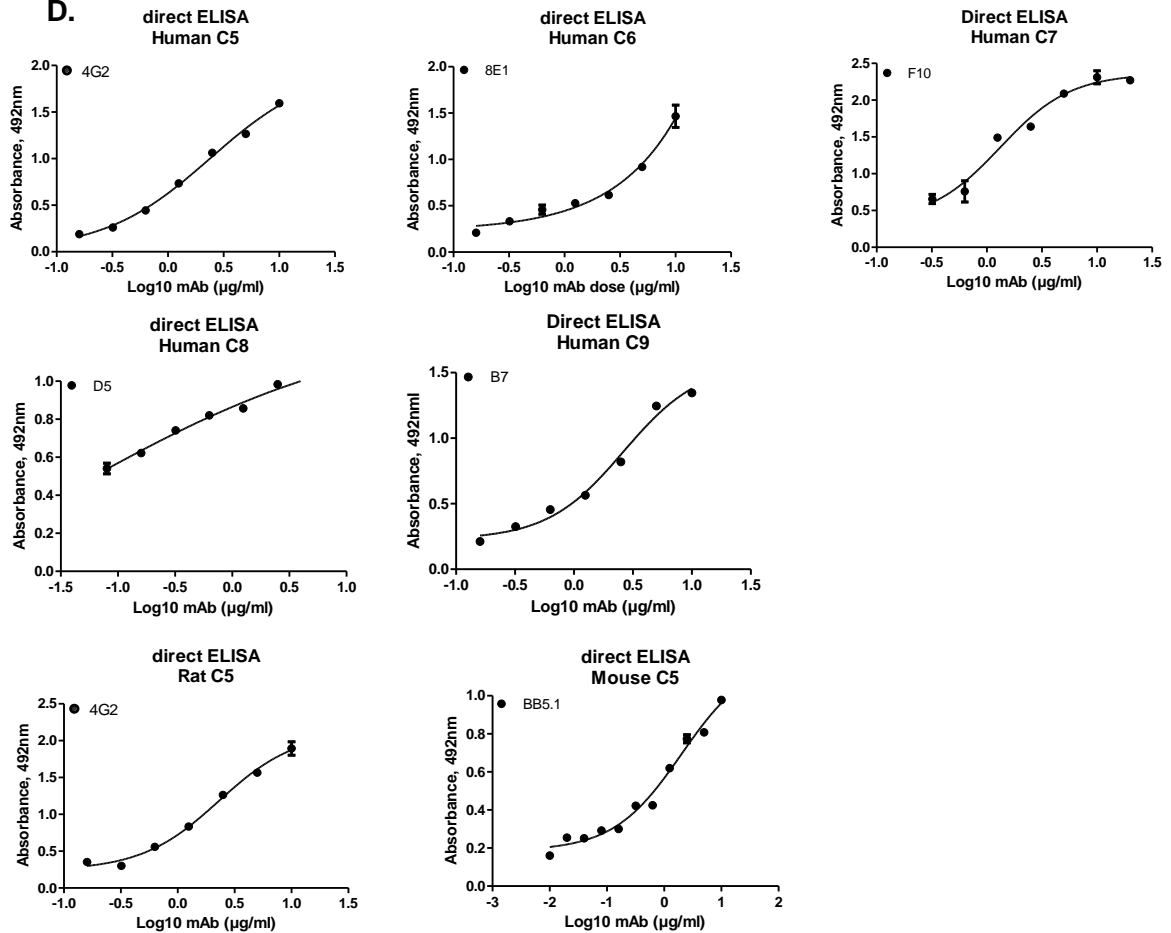 D.
direct ELISA
Human C5
4G2
Absorbance, 492nm
2.0
1.5
1.0
0.5
0.0
-1.0 -0.5 0.0 0.5 1.0 1.5
Log10 mAb (µg/ml)
direct ELISA
Human C6
8E1
Absorbance, 492nm
2.0
1.5
1.0
0.5
0.0
-1.0 -0.5 0.0 0.5 1.0 1.5
Log10 mAb dose (µg/ml)
Direct ELISA
Human C7
F10
Absorbance, 492nm
2.5
2.0
1.5
1.0
0.5
0.0
-1.0 -0.5 0.0 0.5 1.0 1.5
Log10 mAb (µg/ml)
direct ELISA
Human C8
D5
Absorbance, 492nm
1.0
0.8
0.6
0.4
0.2
0.0
-1.5 -1.0 -0.5 0.0 0.5 1.0
Log10 mAb (µg/ml)
Direct ELISA
Human C9
B7
Absorbance, 492nml
1.5
1.0
0.5
0.0
-1.0 -0.5 0.0 0.5 1.0 1.5
Log10 mAb (µg/ml)
direct ELISA
Rat C5
4G2
Absorbance, 492nm
2.5
2.0
1.5
1.0
0.5
0.0
-1.0 -0.5 0.0 0.5 1.0 1.5
Log10 mAb (µg/ml)
direct ELISA
Mouse C5
BB5.1
Absorbance, 492nm
1.0
0.8
0.6
0.4
0.2
0.0
-3 -2 -1 0 1 2
Log10 mAb (µg/ml)